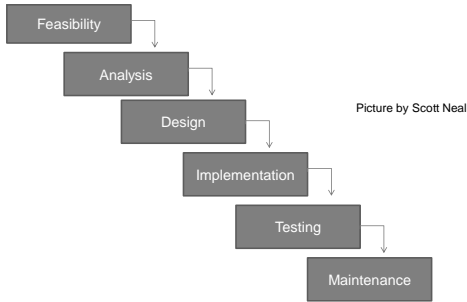 Feasibility
Analysis
Picture by Scott Neal
Design
Implementation
Testing
Maintenance